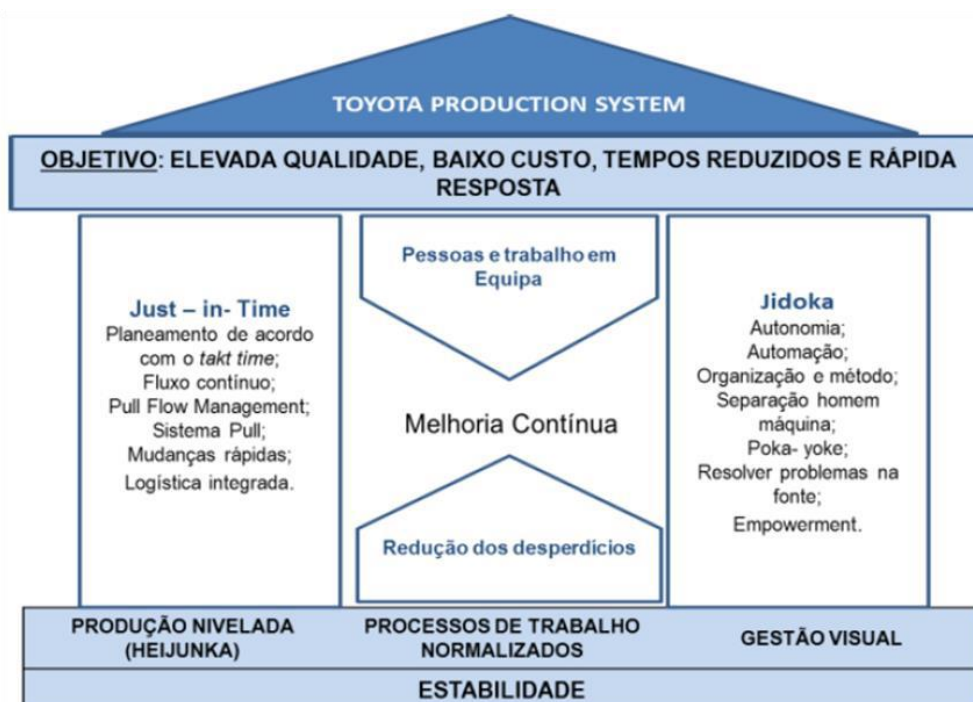 TOYOTA PRODUCTION SYSTEM
OBJETIVO: ELEVADA QUALIDADE, BAIXO CUSTO, TEMPOS REDUZIDOS E RÁPIDA
RESPOSTA
Just – in- Time
Planeamento de acordo
com o takt time;
Fluxo contínuo;
Pull Flow Management;
Sistema Pull;
Mudanças rápidas;
Logística integrada.
Pessoas e trabalho em
Equipa
Melhoria Contínua
Redução dos desperdícios
Jidoka
Autonomia;
Automação;
Organização e método;
Separação homem
máquina;
Poka- yoke;
Resolver problemas na
fonte;
Empowerment.
PRODUÇÃO NIVELADA
(HEIJUNKA)
PROCESSOS DE TRABALHO
NORMALIZADOS
GESTÃO VISUAL
ESTABILIDADE